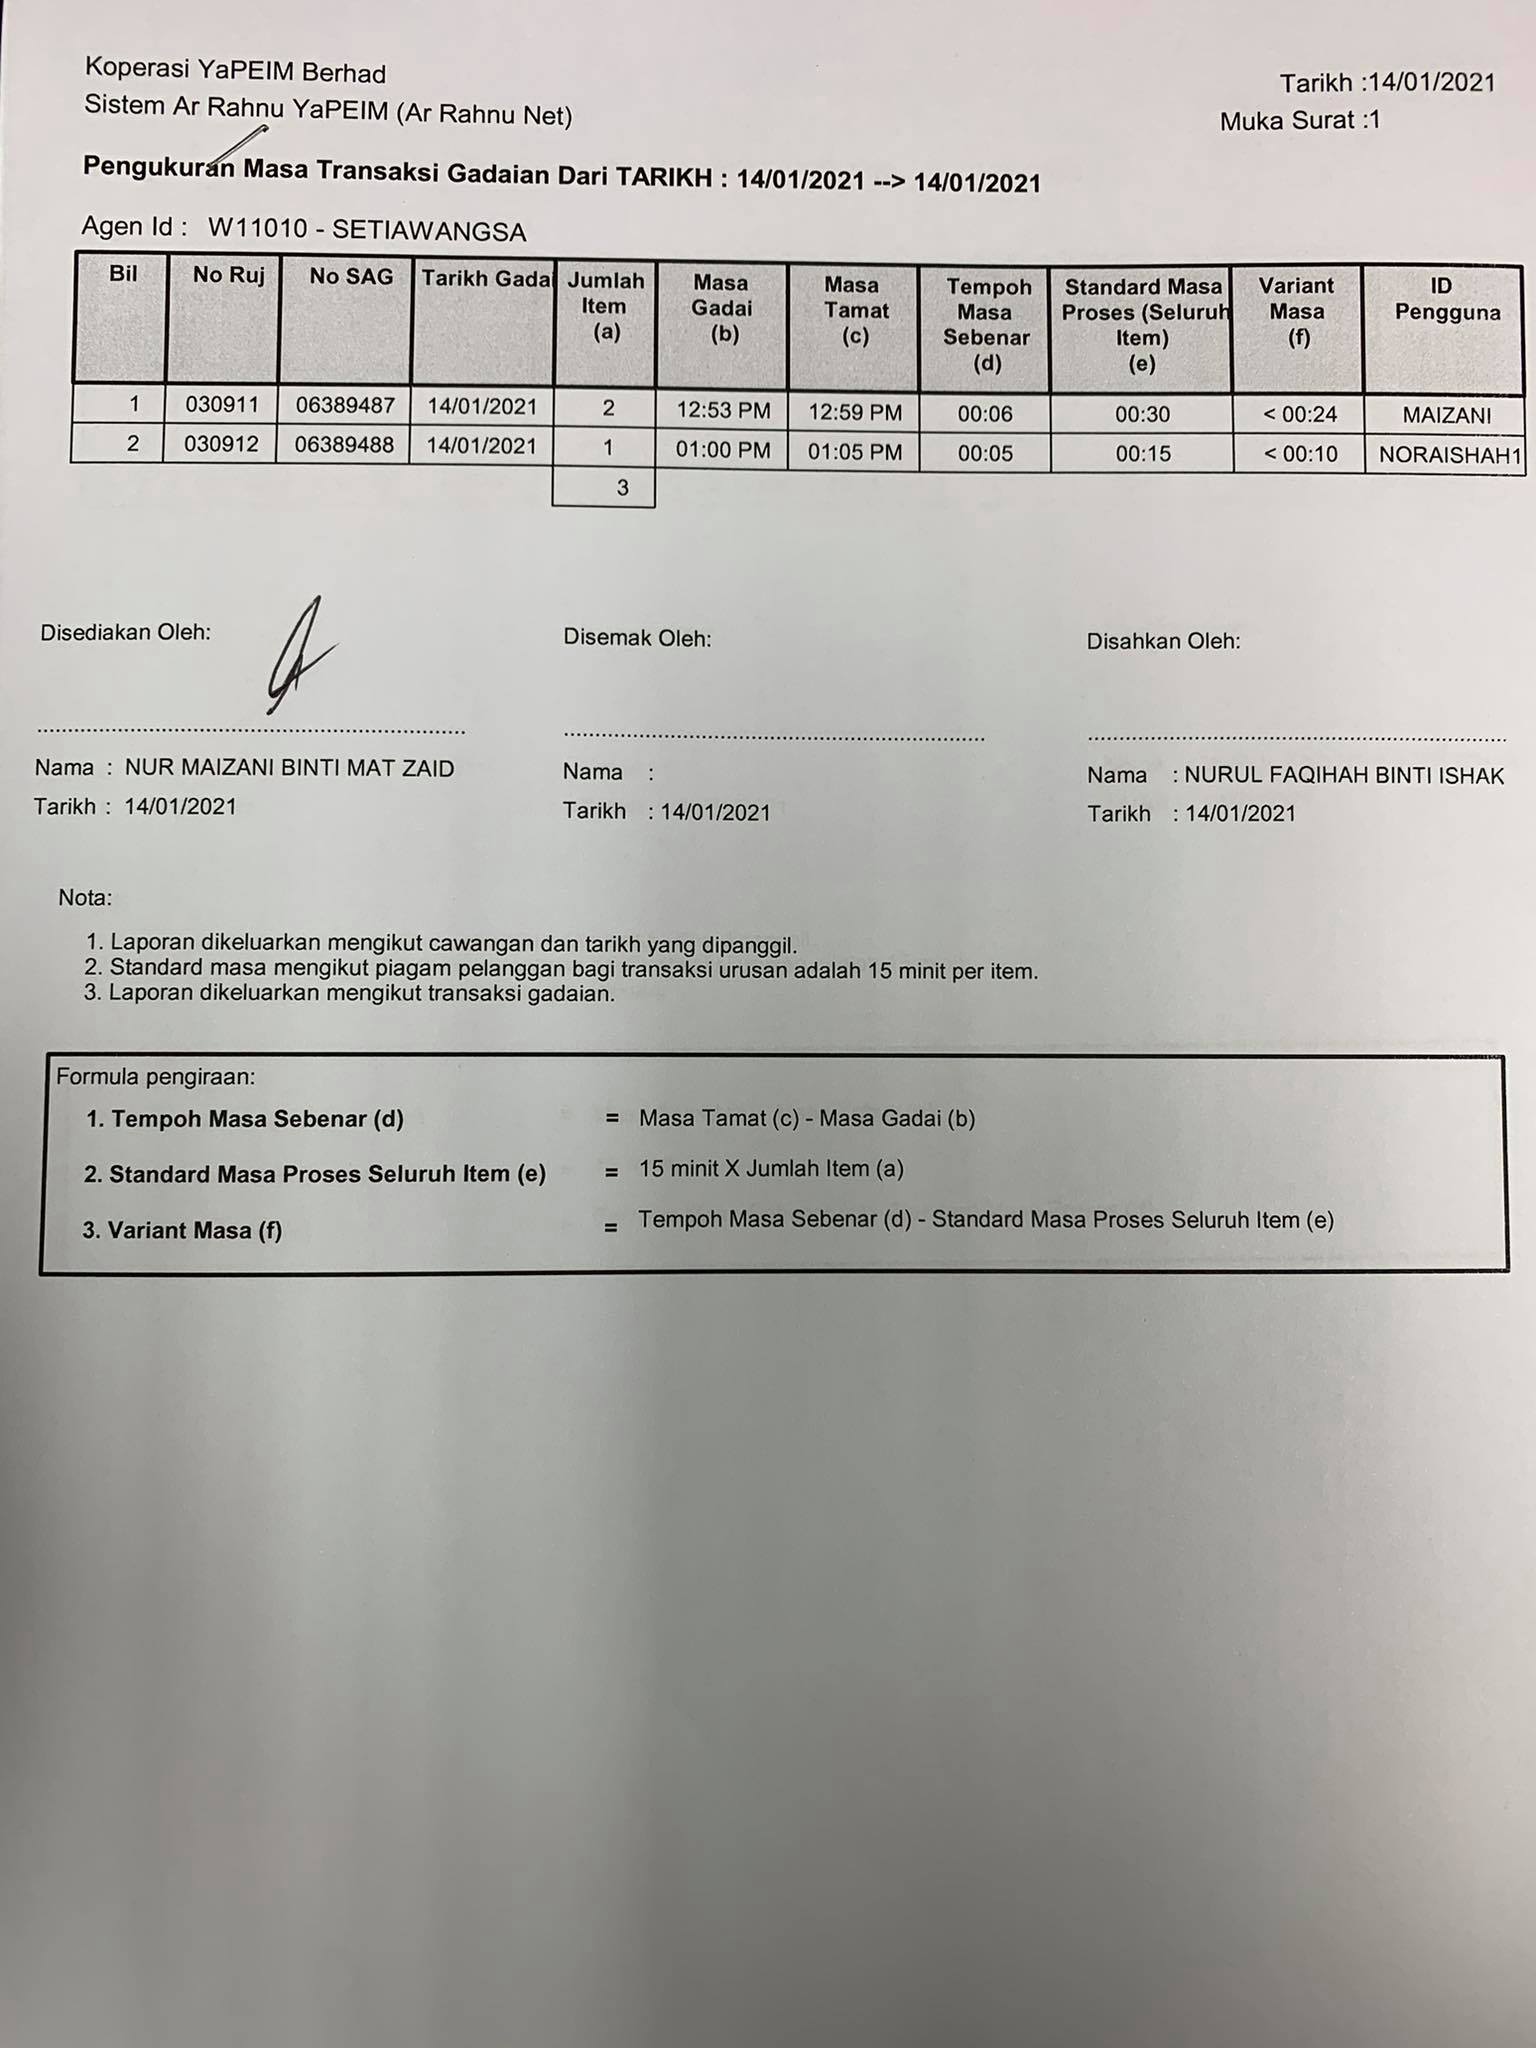 Koperasi YaPEIM Berhad
Tarikh :14/01/2021
Sistem Ar Rahnu YaPEIM (Ar Rahnu Net)
Muka Surat :1
Pengukuran Masa Transaksi Gadaian Dari TARIKH : 14/01/2021 --> 14/01/2021
Agen Id : W11010 - SETIAWANGSA
Bil No Ruj No SAG Tarikh Gadai Jumlah Item (a) Masa Gadai (b) Masa Tamat (c) Tempoh Masa Sebenar (d) Standard Masa Proses (Seluruh Item) (e) Variant Masa (f) ID Pengguna
1 030911 06389487 14/01/2021 2 12:53 PM 12:59 PM 00:06 00:30 < 00:24 MAIZANI
2 030912 06389488 14/01/2021 1 01:00 PM 01:05 PM 00:05 00:15 < 00:10 NORAISHAH1
3
Disediakan Oleh: Disemak Oleh: Disahkan Oleh:
Nama : NUR MAIZANI BINTI MAT ZAID Nama : Nama : NURUL FAQIHAH BINTI ISHAK
Tarikh : 14/01/2021 Tarikh : 14/01/2021 Tarikh : 14/01/2021
Nota:
1. Laporan dikeluarkan mengikut cawangan dan tarikh yang dipanggil.
2. Standard masa mengikut piagam pelanggan bagi transaksi urusan adalah 15 minit per item.
3. Laporan dikeluarkan mengikut transaksi gadaian.
Formula pengiraan:
1. Tempoh Masa Sebenar (d) = Masa Tamat (c) - Masa Gadai (b)
2. Standard Masa Proses Seluruh Item (e) = 15 minit X Jumlah Item (a)
3. Variant Masa (f) = Tempoh Masa Sebenar (d) - Standard Masa Proses Seluruh Item (e)